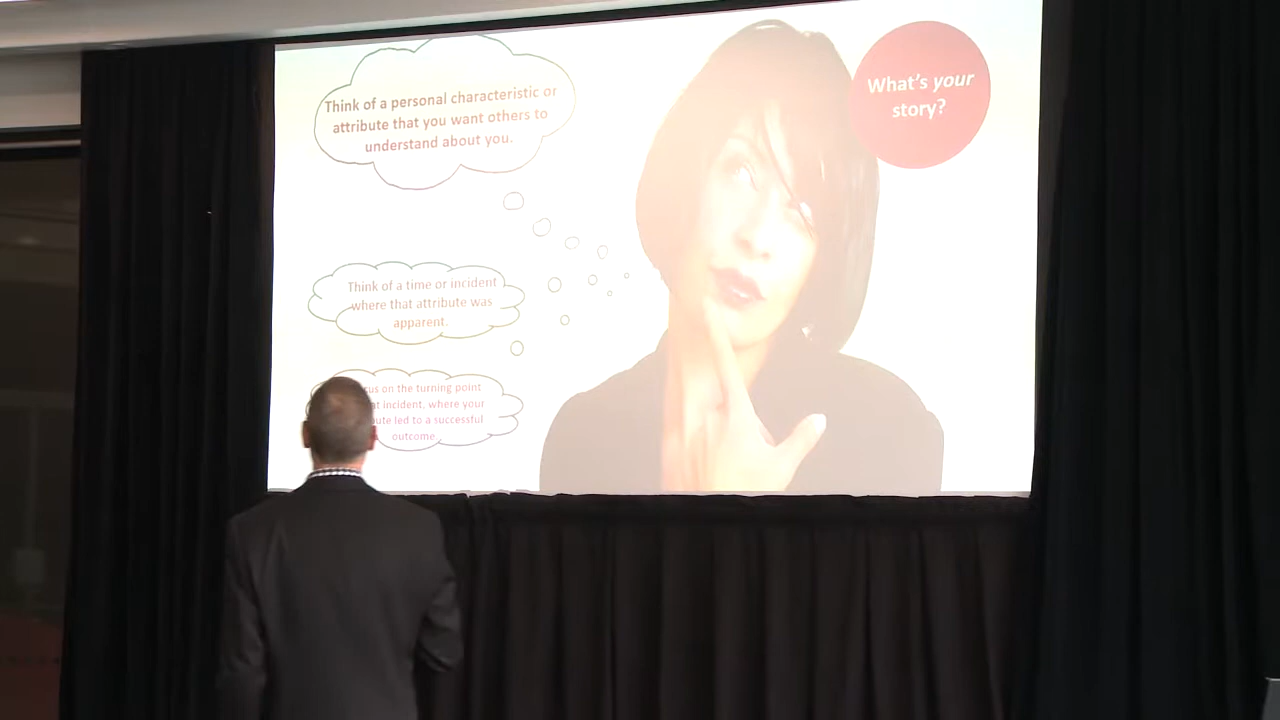 Think of a personal characteristic or
attribute that you want others to
understand about you.
What's your
story?
Think of a time or incident
where that attribute was
apparent.
on the turning point
incident, where your
led to a successful
outcome